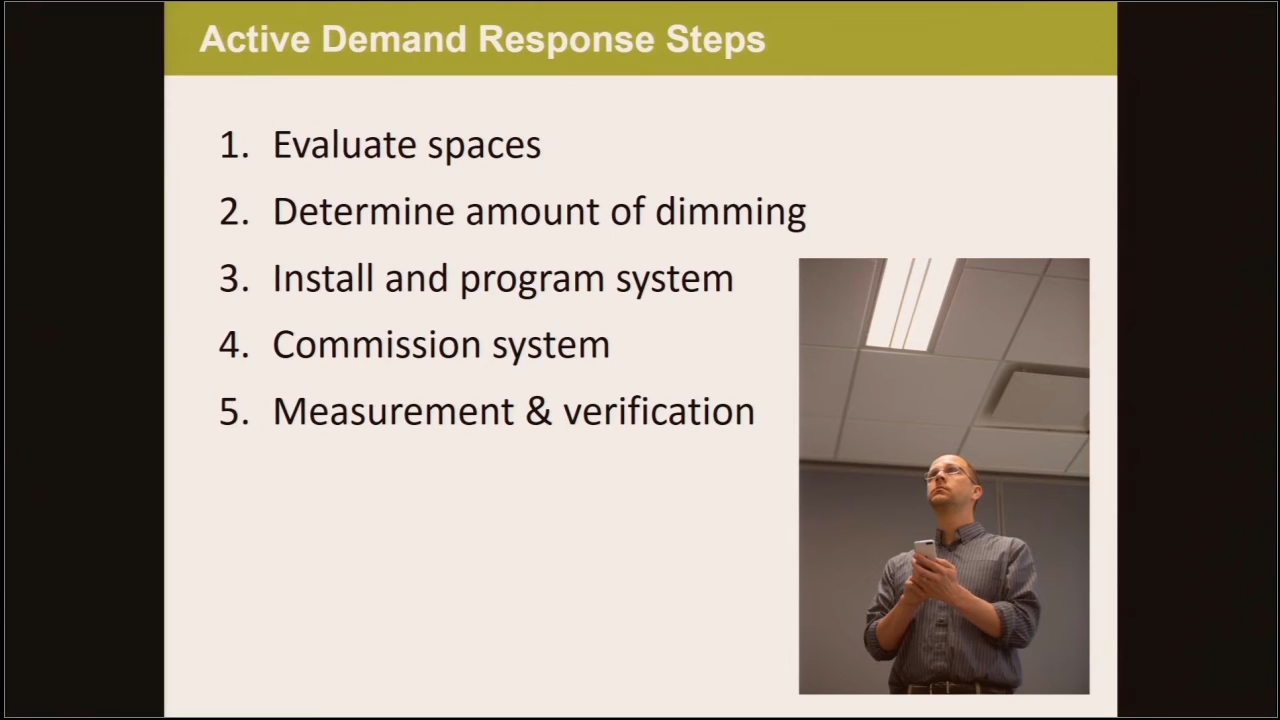 Active Demand Response Steps
1. Evaluate spaces
2. Determine amount of dimming
3. Install and program system
4. Commission system
5. Measurement & verification